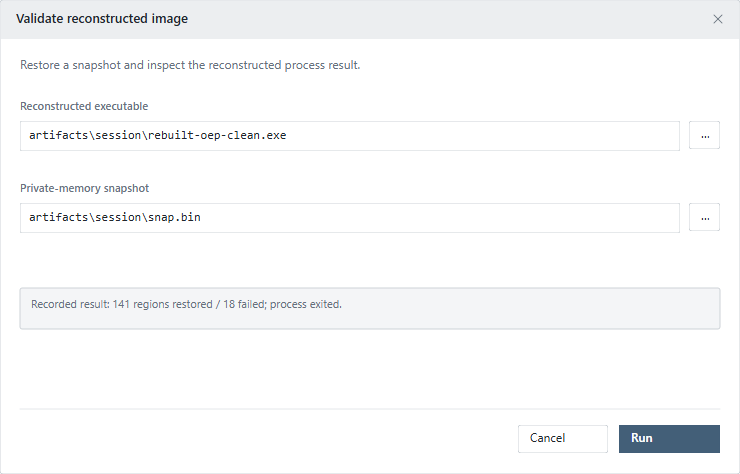 Validate reconstructed image
Restore a snapshot and inspect the reconstructed process result.
Reconstructed executable
artifacts\session\rebuilt-oep-clean.exe
...
Private-memory snapshot
artifacts\session\snap.bin
...
Recorded result: 141 regions restored / 18 failed; process exited.
Cancel
Run